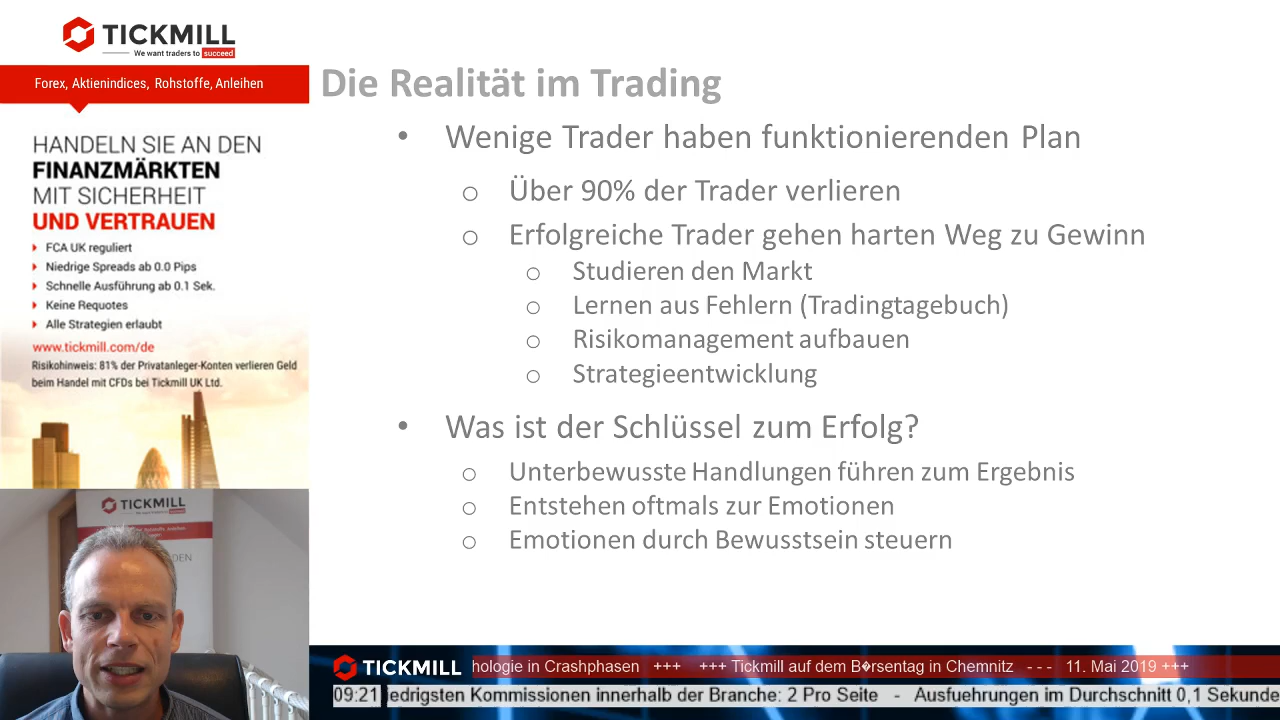 TICKMILL
We want traders to succeed
Forex, Aktienindices, Rohstoffe, Anleihen
HANDELN SIE AN DEN
FINANZMÄRKTEN
MIT SICHERHEIT
UND VERTRAUEN
FCA UK reguliert
Niedrige Spreads ab 0.0 Pips
Schnelle Ausführung ab 0.1 Sek.
Keine Requotes
Alle Strategien erlaubt
www.tickmill.com/de
Risikohinweis: 81% der Privatanleger-Konten verlieren Geld
beim Handel mit CFDs bei Tickmill UK Ltd.
TICKMILL
DEN
Die Realität im Trading
• Wenige Trader haben funktionierenden Plan
o Über 90% der Trader verlieren
o Erfolgreiche Trader gehen harten Weg zu Gewinn
o Studieren den Markt
o Lernen aus Fehlern (Tradingtagebuch)
o Risikomanagement aufbauen
o Strategieentwicklung
• Was ist der Schlüssel zum Erfolg?
o Unterbewusste Handlungen führen zum Ergebnis
o Entstehen oftmals zur Emotionen
o Emotionen durch Bewusstsein steuern
TICKMILL hologie in Crashphasen +++ +++ Tickmill auf dem B�rsentag in Chemnitz - - - 11. Mai 2019 +++
09:21 iedrigsten Kommissionen innerhalb der Branche: 2 Pro Seite - Ausfuehrungen im Durchschnitt 0,1 Sekunde